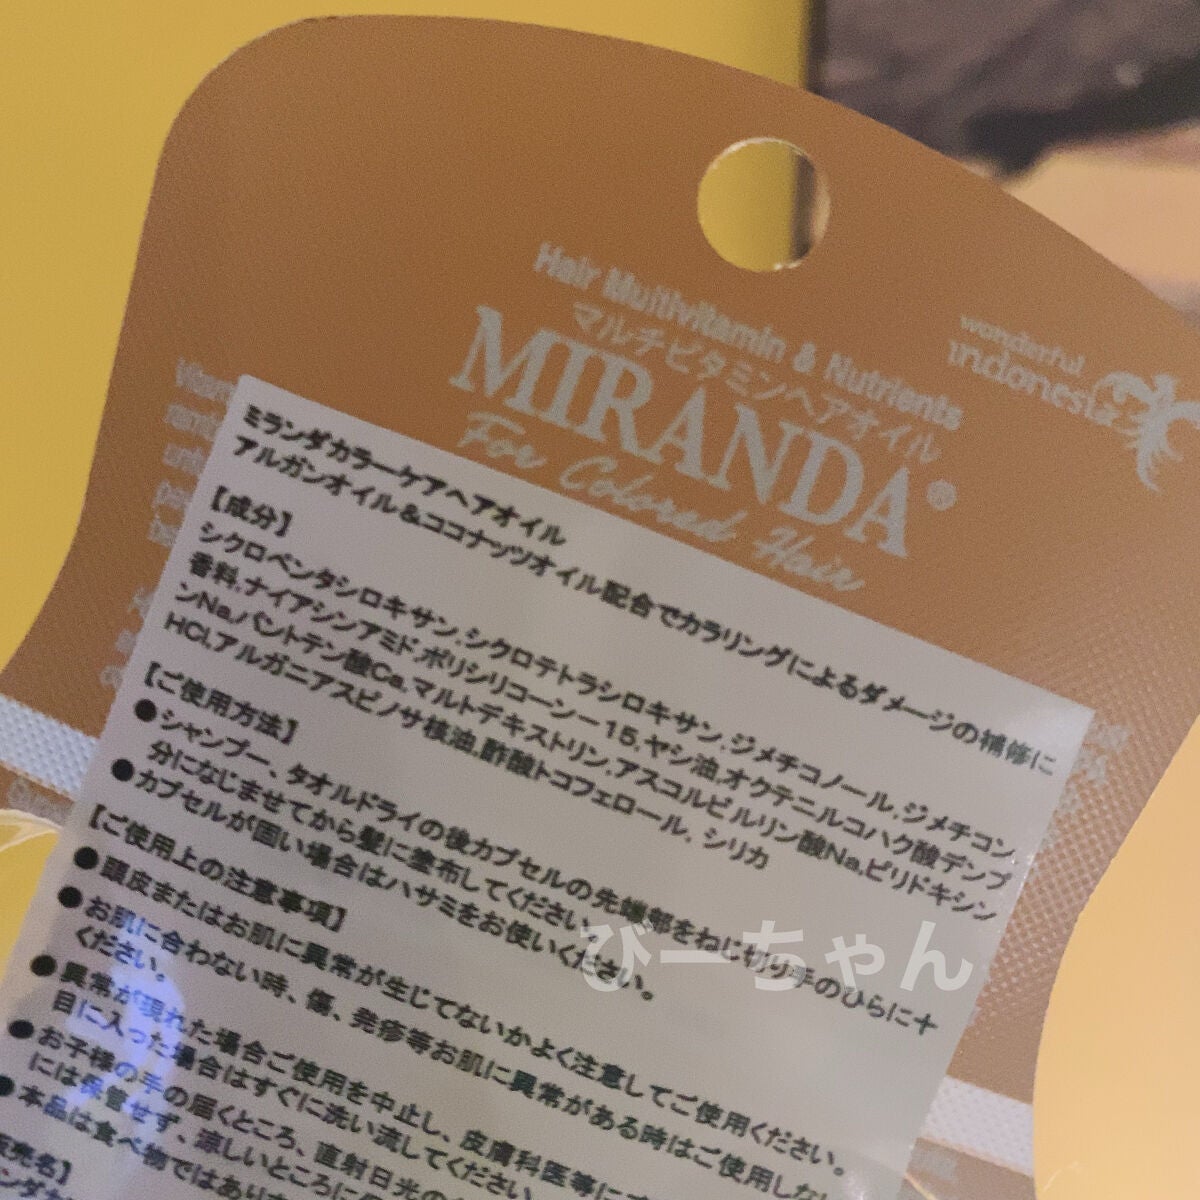 Hair Multivitamin & Nutrients
マルチビタミンヘアオイル
MIRANDA®
For Colored Hair
wonderful
indonesia
ミランダカラーケアヘアオイル
アルガンオイル&ココナッツオイル配合でカラリングによるダメージの補修に
【成分】
シクロペンタシロキサン,シクロテトラシロキサン,ジメチコノール,ジメチコン,
香料,ナイアシンアミド,ポリシリコーンー15,ヤシ油,オクテニルコハク酸デンプ
ンNa,パントテン酸Ca,マルトデキストリン,アスコルビルリン酸Na,ピリドキシン
HCl,アルガニアスピノサ核油,酢酸トコフェロール,シリカ
【ご使用方法】
●シャンプー、タオルドライの後カプセルの先端部をねじ切り手のひらに十
分になじませてから髪に塗布してください。
●カプセルが固い場合はハサミをお使いください。
【ご使用上の注意事項】
●頭皮またはお肌に異常が生じてないかよく注意してご使用ください。
●お肌に合わない時、傷、発疹等お肌に異常がある時はご使用しない
ください。
●異常が現れた場合ご使用を中止し、皮膚科医等に
目に入った場合はすぐに洗い流してください
●お子様の手の届くところ、直射日光の
には保管せず、涼しいところに
●本品は食べ物ではあり
びーちゃん